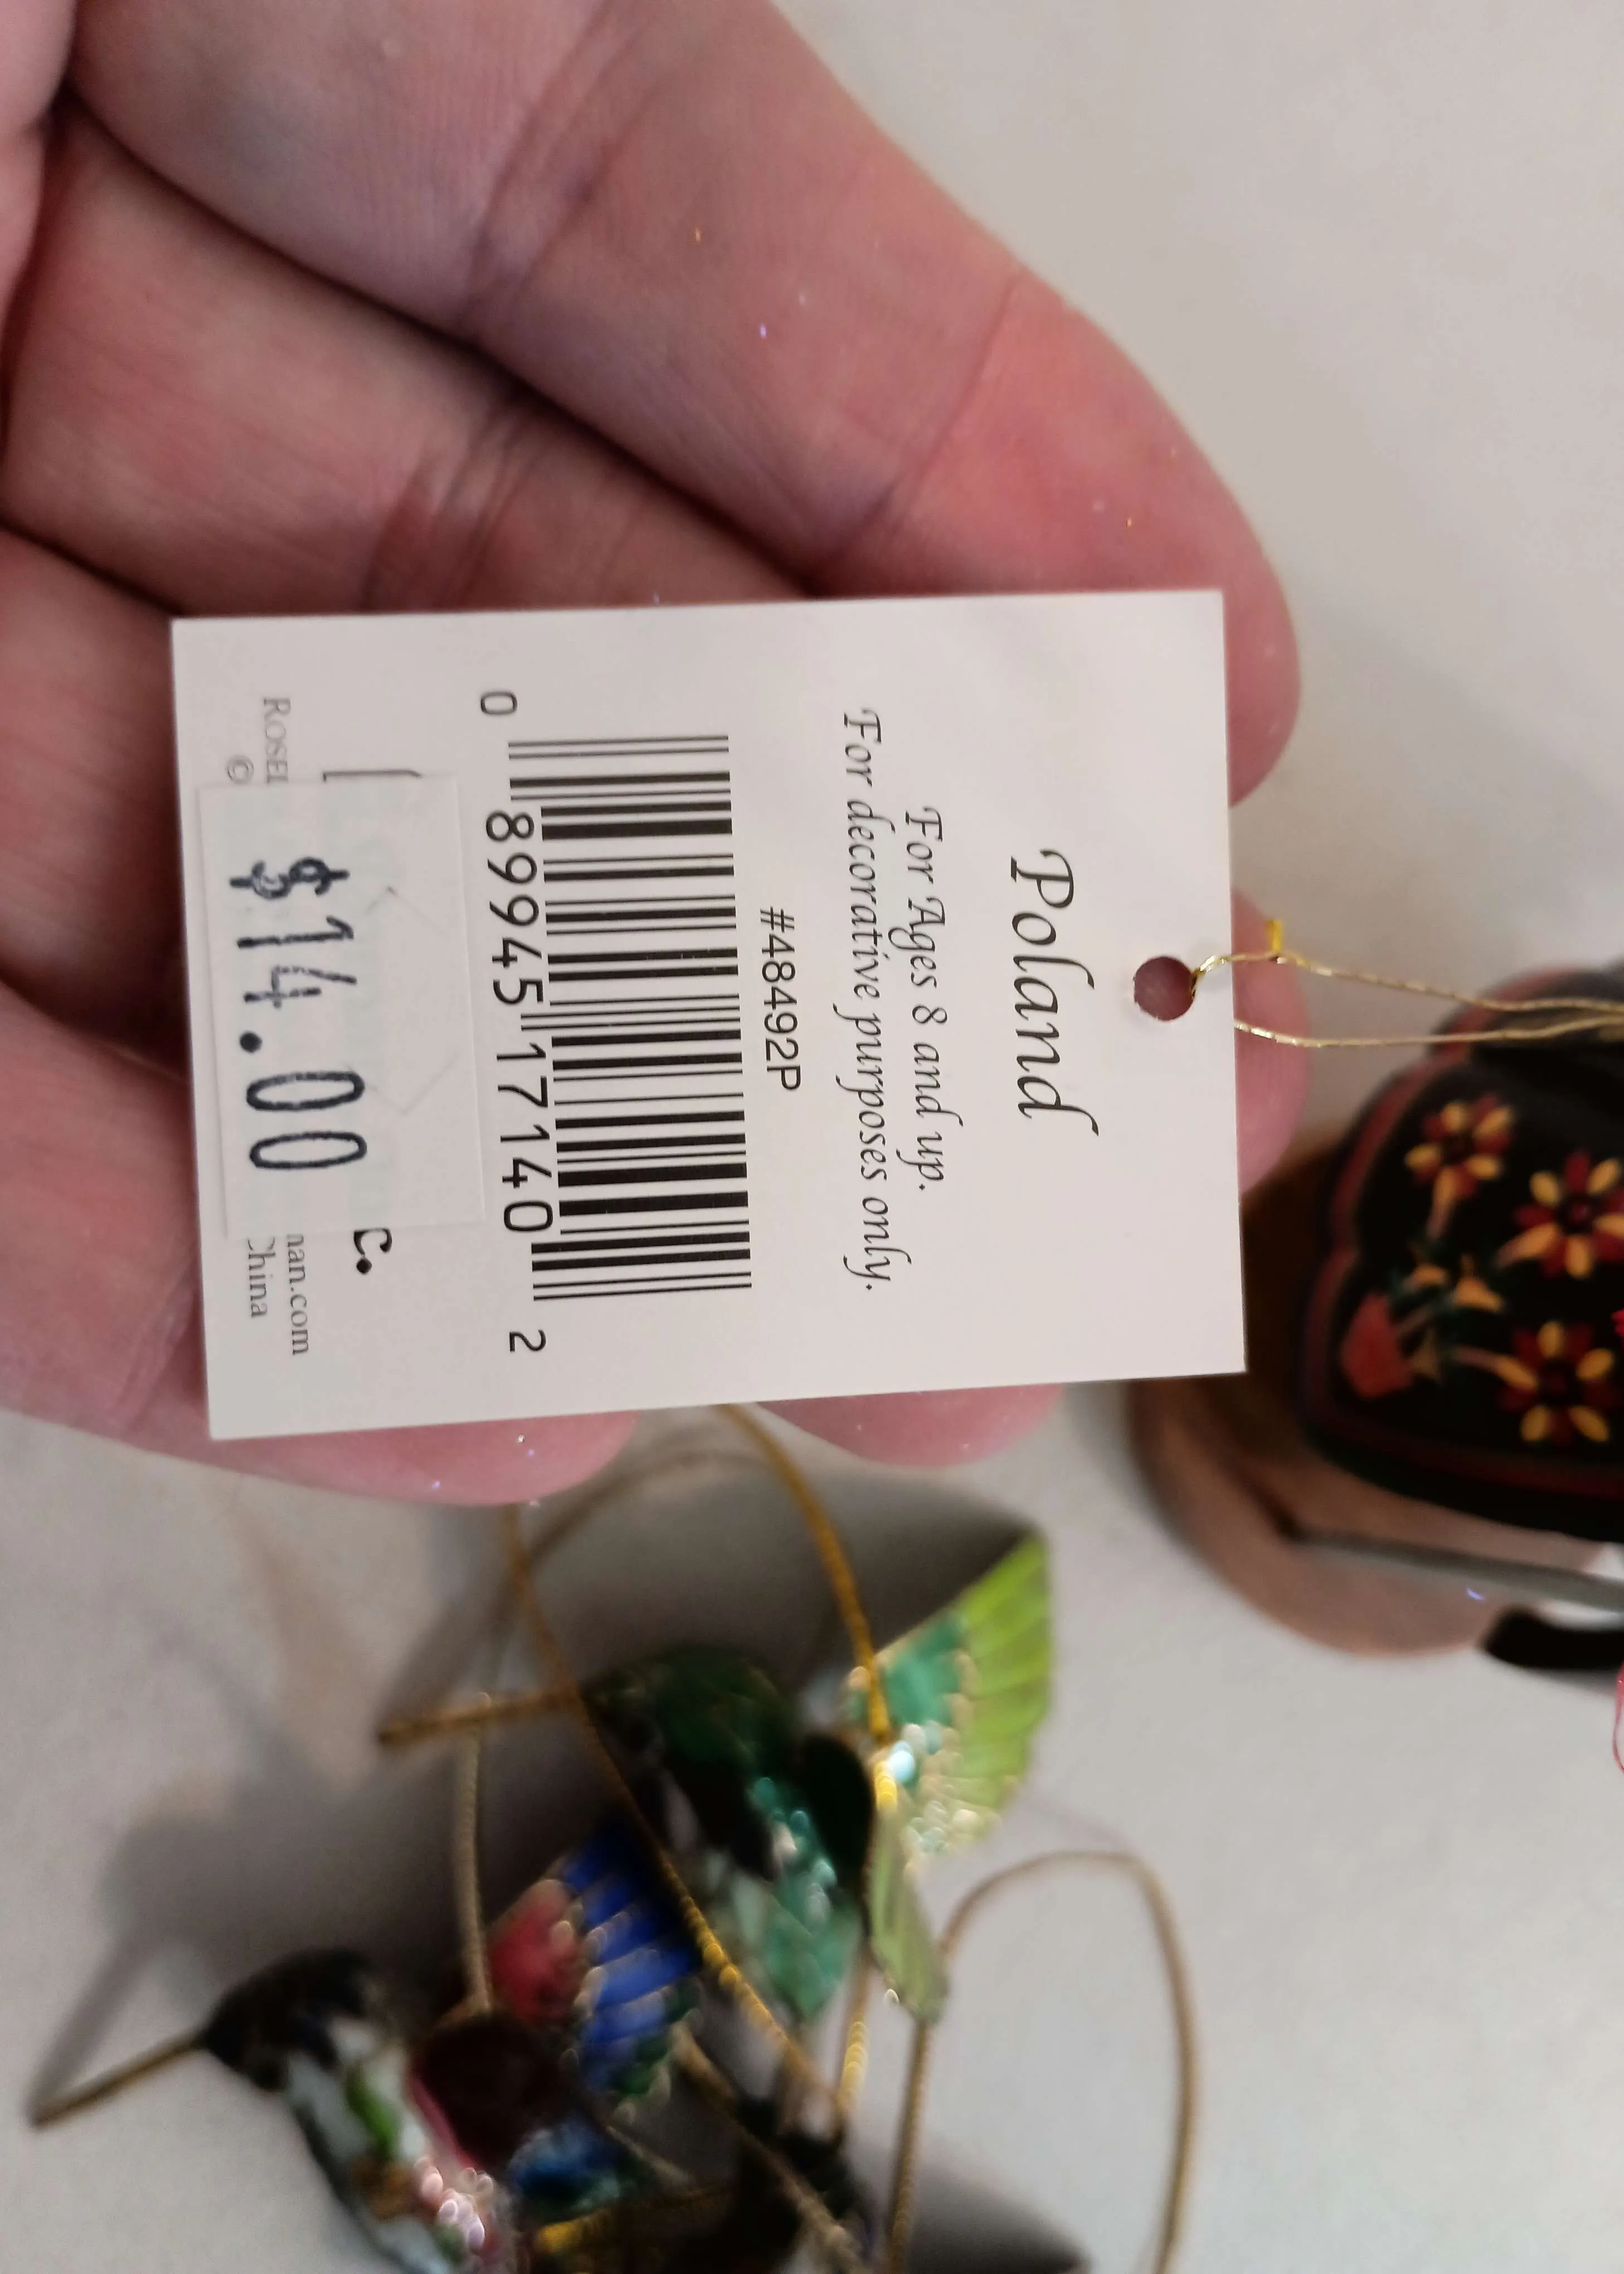 Poland
For Ages 8 and up.
For decorative purposes only.
#48492P
0 89945 17140 2
c.
$14.00